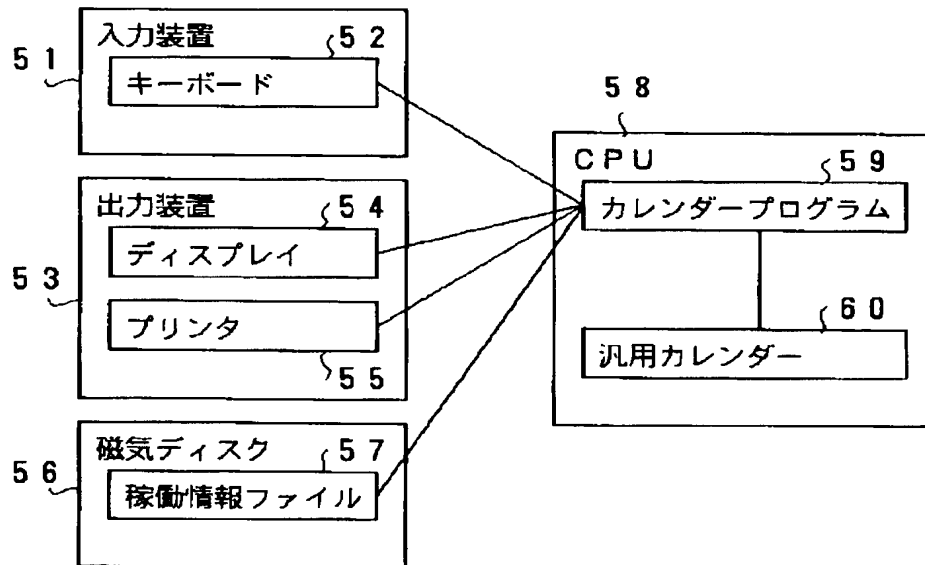 入力装置
52
51
キーボード
58
CPU
59
カレンダープログラム
出力装置
54
ディスプレイ
53
プリンタ
55
60
汎用カレンダー
磁気ディスク
57
56
稼働情報ファイル